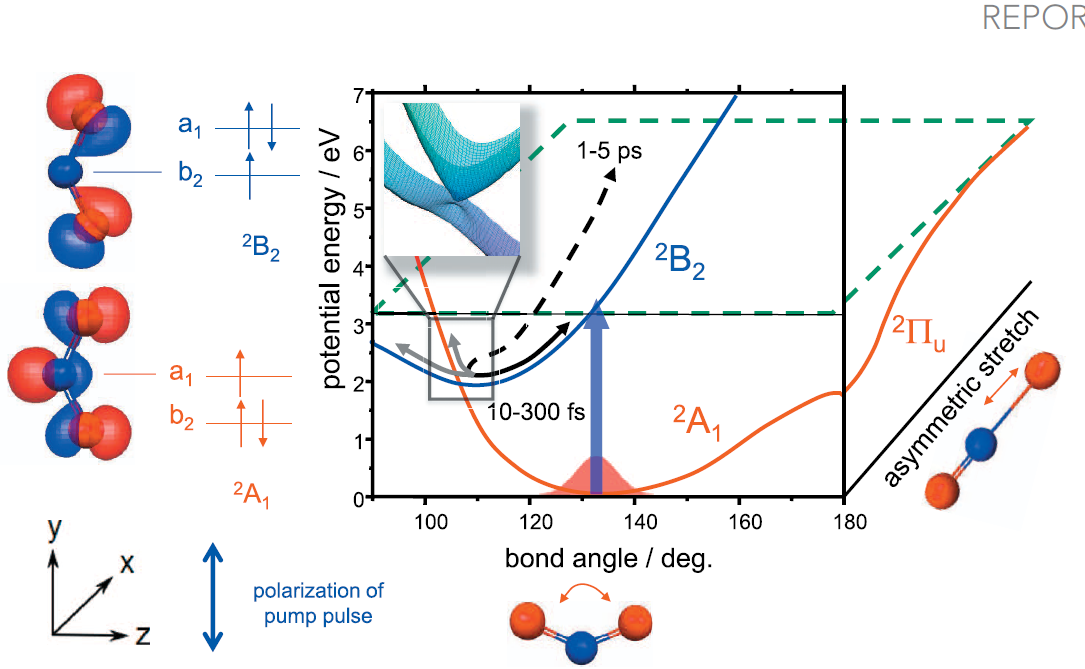 REPOR
a₁
b₂
²B₂
a₁
b₂
²A₁
y
x
z
polarization of
pump pulse
potential energy / eV
7
6
5
4
3
2
1
0
1-5 ps
²B₂
10-300 fs
²A₁
²Πᵤ
100
120
140
160
180
bond angle / deg.
asymmetric stretch